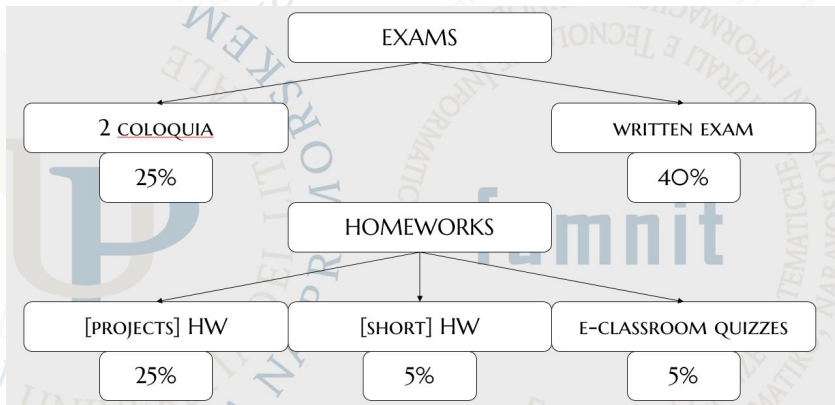 EXAMS
2 COLOQUIA
WRITTEN EXAM
25%
40%
HOMEWORKS
famnit
[PROJECTS] HW
[SHORT] HW
E-CLASSROOM QUIZZES
25%
5%
5%